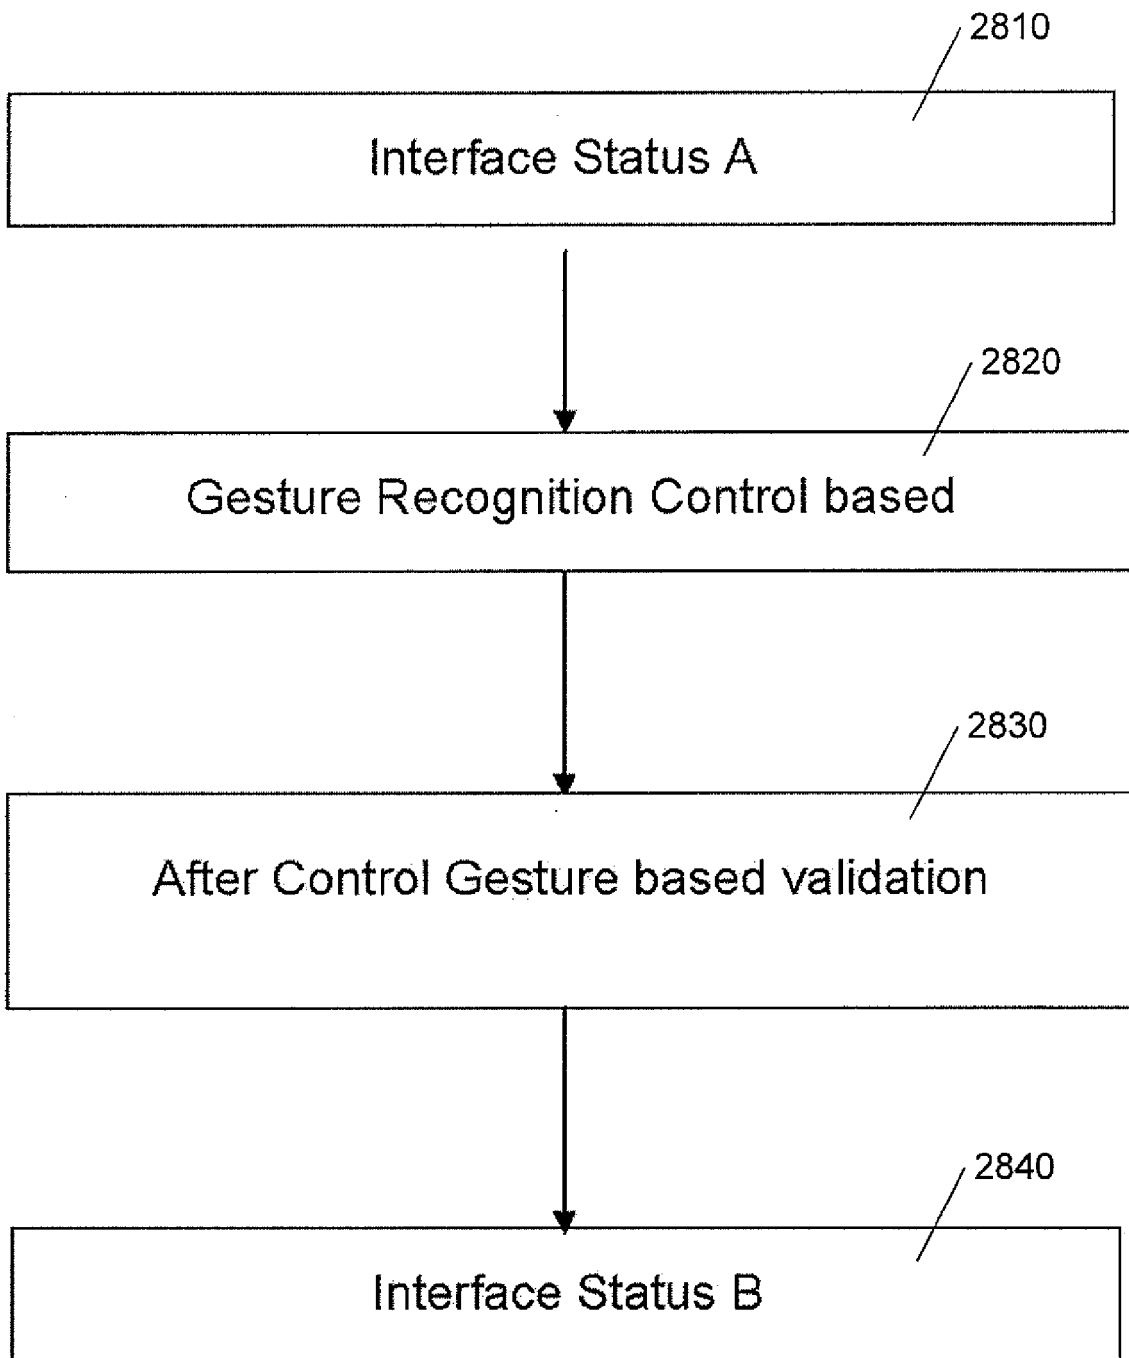 2810
Interface Status A
2820
Gesture Recognition Control based
2830
After Control Gesture based validation
2840
Interface Status B